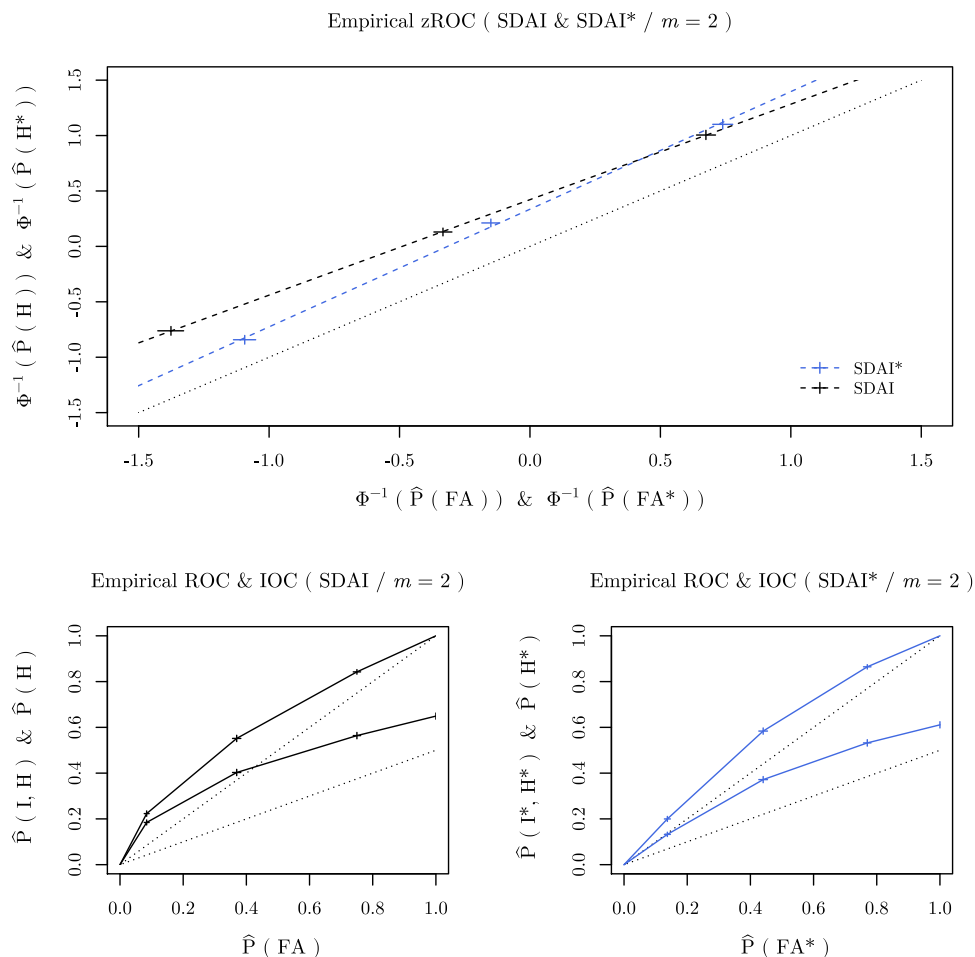 Empirical zROC ( SDAI & SDAI* / m = 2 )
Φ⁻¹ ( P̂ ( H ) ) & Φ⁻¹ ( P̂ ( H* ) )
1.5
1.0
0.5
0.0
-0.5
-1.0
-1.5
SDAI*
SDAI
-1.5 -1.0 -0.5 0.0 0.5 1.0 1.5
Φ⁻¹ ( P̂ ( FA ) ) & Φ⁻¹ ( P̂ ( FA* ) )
Empirical ROC & IOC ( SDAI / m = 2 )
P̂ ( I, H ) & P̂ ( H )
1.0
0.8
0.6
0.4
0.2
0.0
0.0 0.2 0.4 0.6 0.8 1.0
P̂ ( FA )
Empirical ROC & IOC ( SDAI* / m = 2 )
P̂ ( I*, H* ) & P̂ ( H* )
1.0
0.8
0.6
0.4
0.2
0.0
0.0 0.2 0.4 0.6 0.8 1.0
P̂ ( FA* )